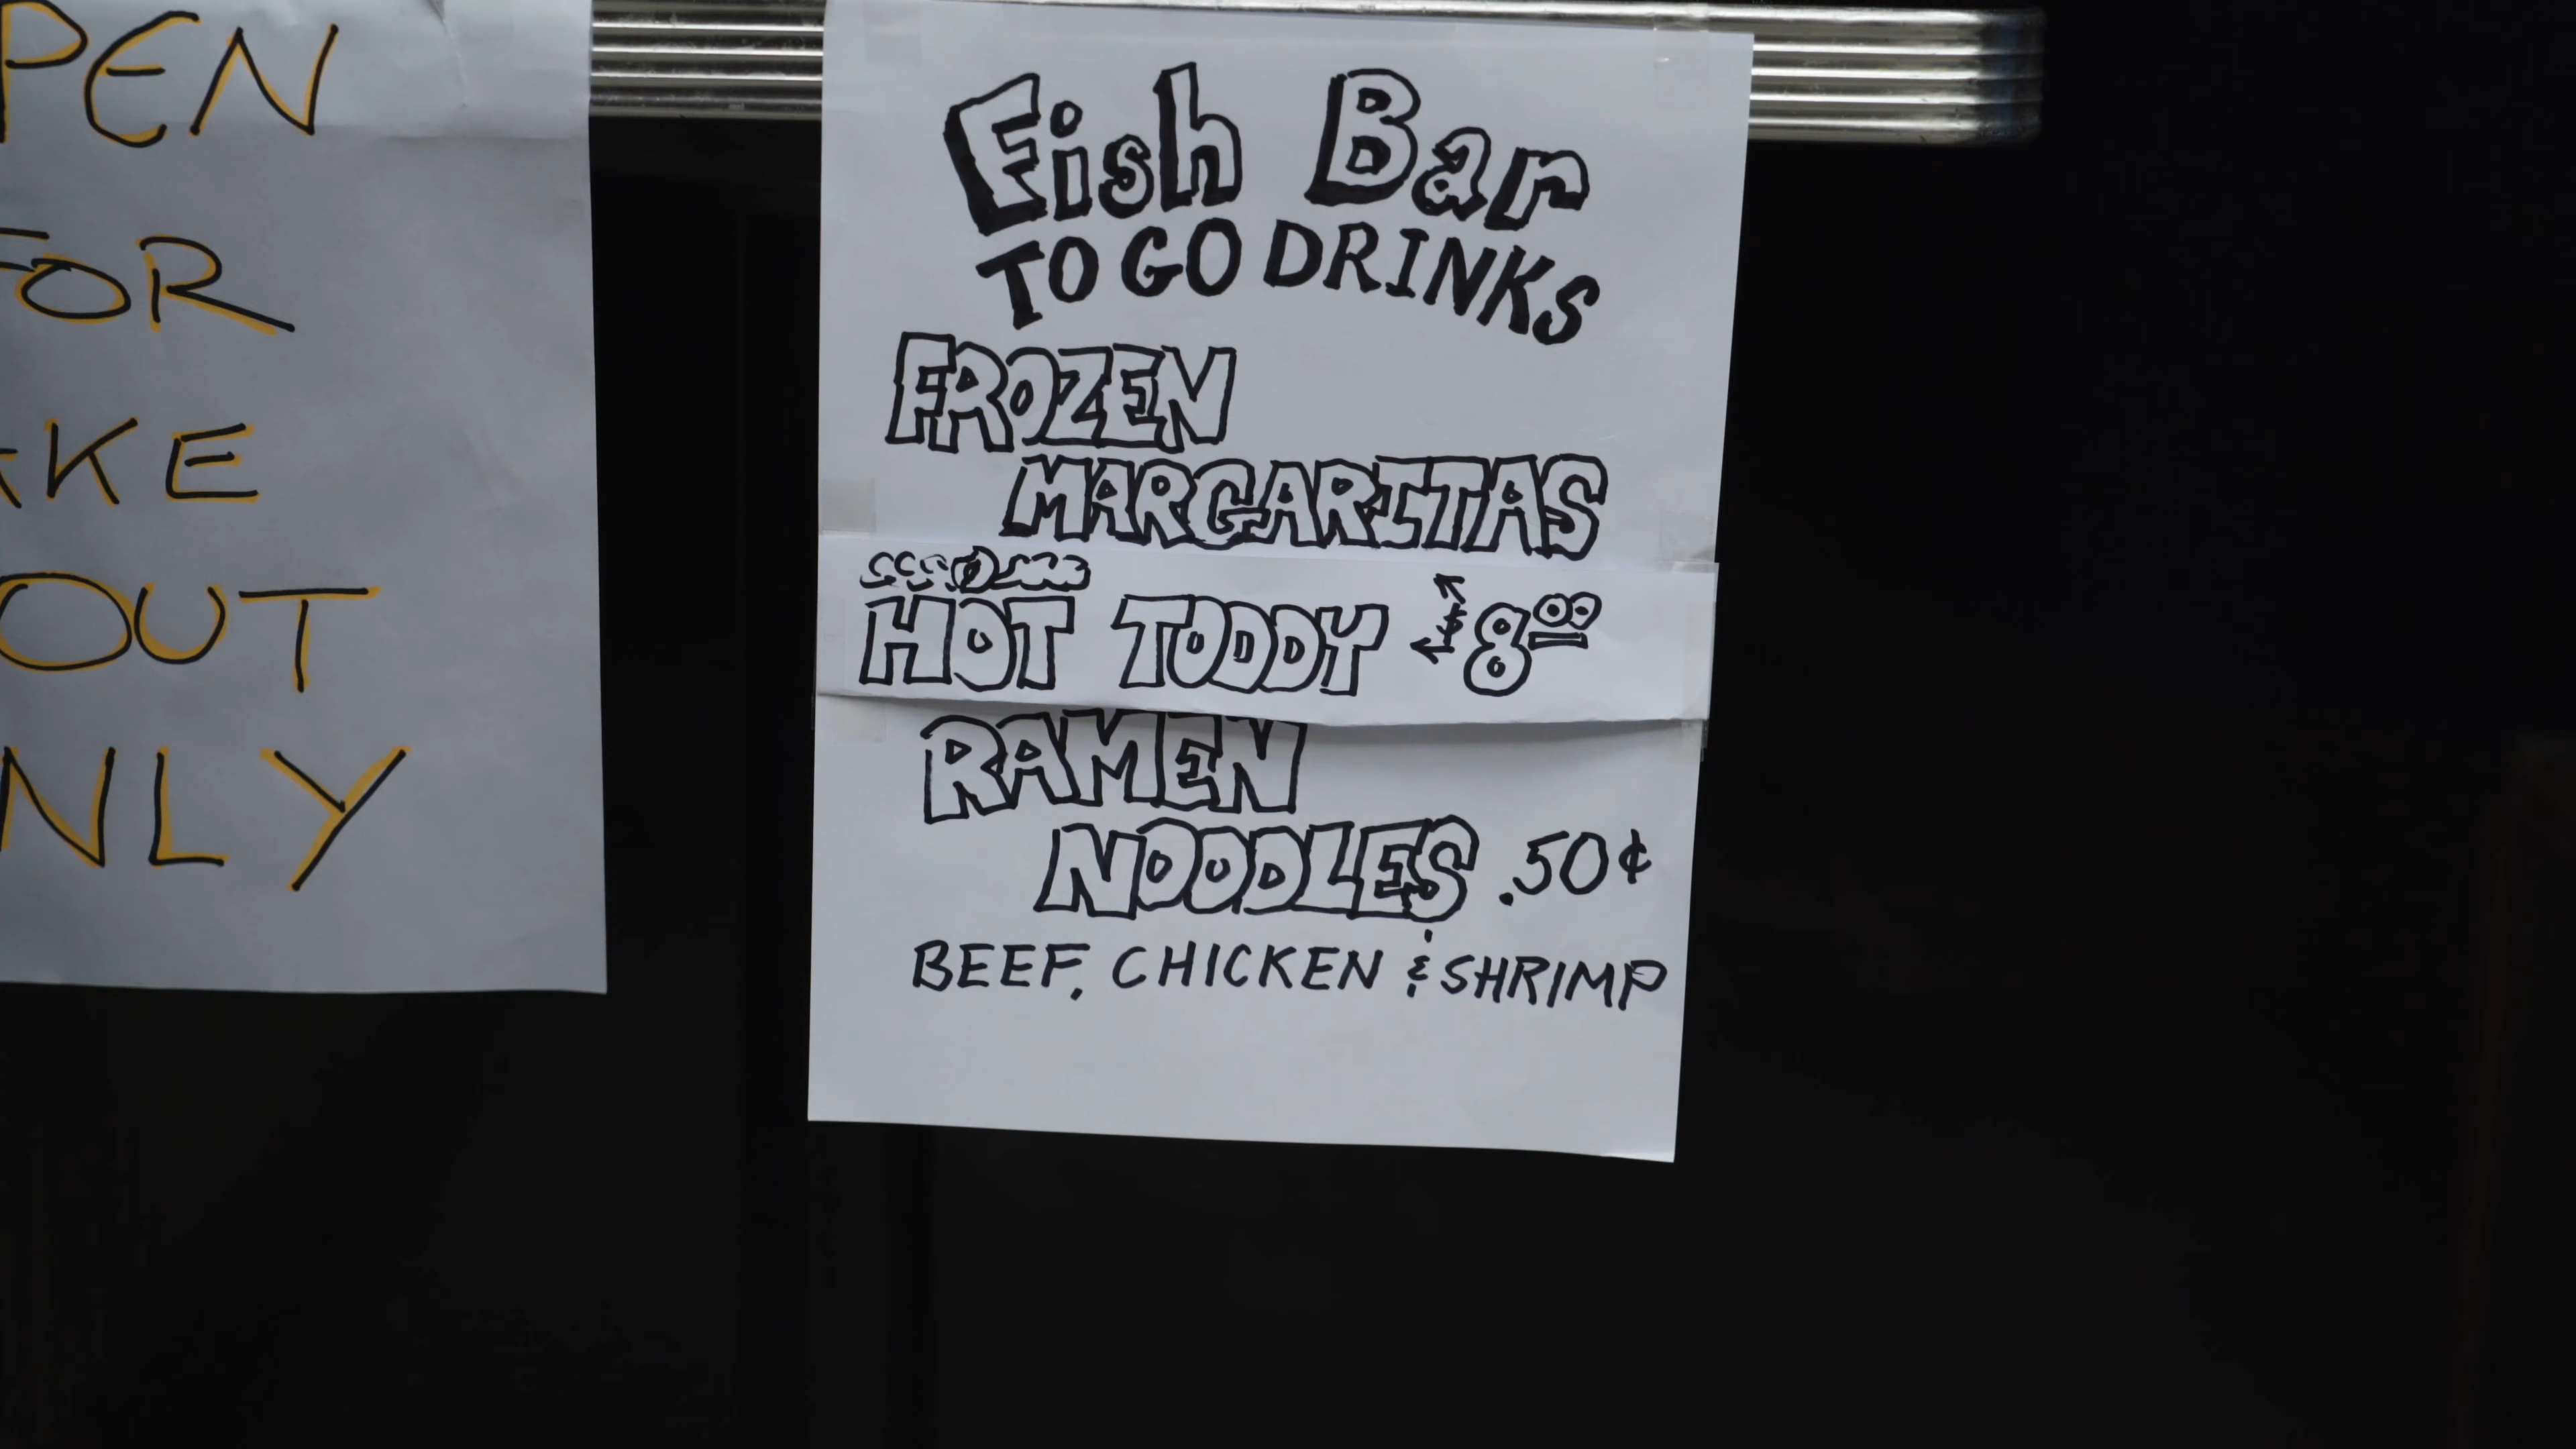 PEN
FOR
AKE
OUT
NLY
Fish Bar
TO GO DRINKS
FROZEN
MARGARITAS
HOT TODDY $8.00
RAMEN
NOODLES .50¢
BEEF, CHICKEN & SHRIMP